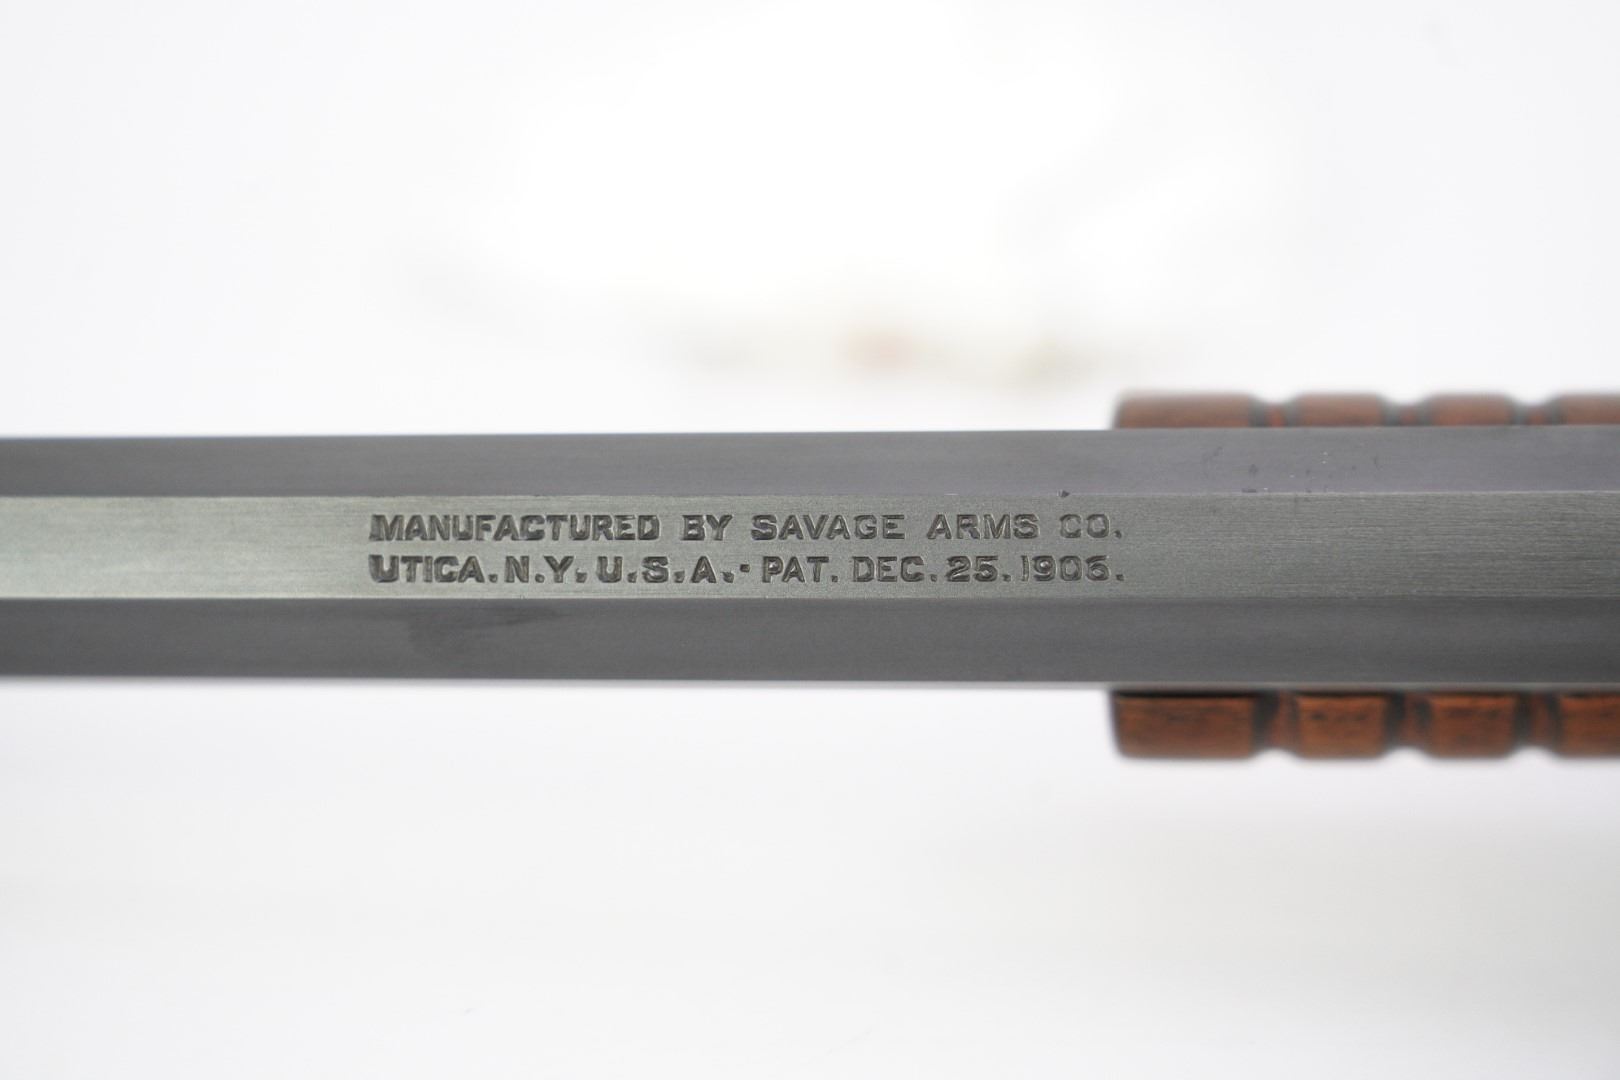 MANUFACTURED BY SAVAGE ARMS CO.
UTICA. N.Y. U.S.A. · PAT. DEC. 25. 1906.